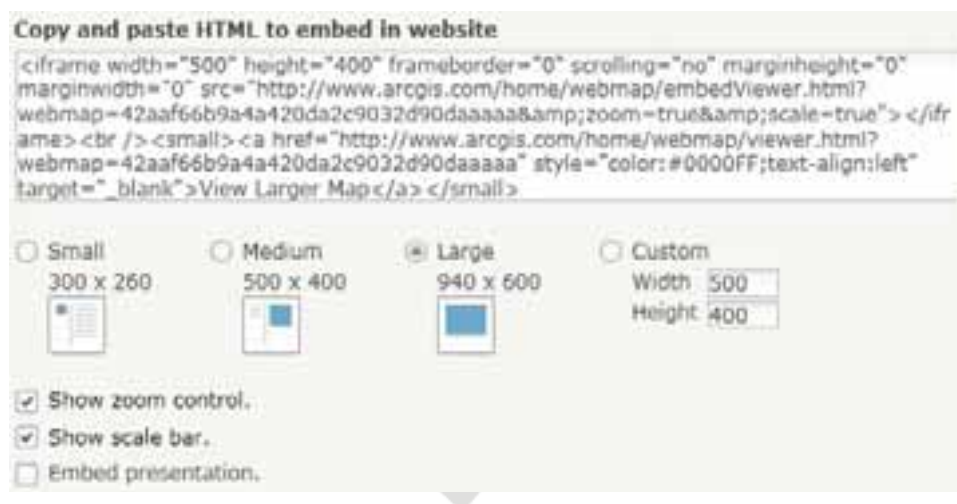 Copy and paste HTML to embed in website
<iframe width="500" height="400" frameborder="0" scrolling="no" marginheight="0"
marginwidth="0" src="http://www.arcgis.com/home/webmap/embedViewer.html?
webmap=42aaf66b9a4a420da2c9032d90daaaaa&amp;zoom=true&amp;scale=true"></ifr
ame><br /><small><a href="http://www.arcgis.com/home/webmap/viewer.html?
webmap=42aaf66b9a4a420da2c9032d90daaaaa" style="color:#0000FF;text-align:left"
target="_blank">View Larger Map</a></small>
Small Medium Large Custom
300 x 260 500 x 400 940 x 600 Width 500
Height 400
Show zoom control.
Show scale bar.
Embed presentation.